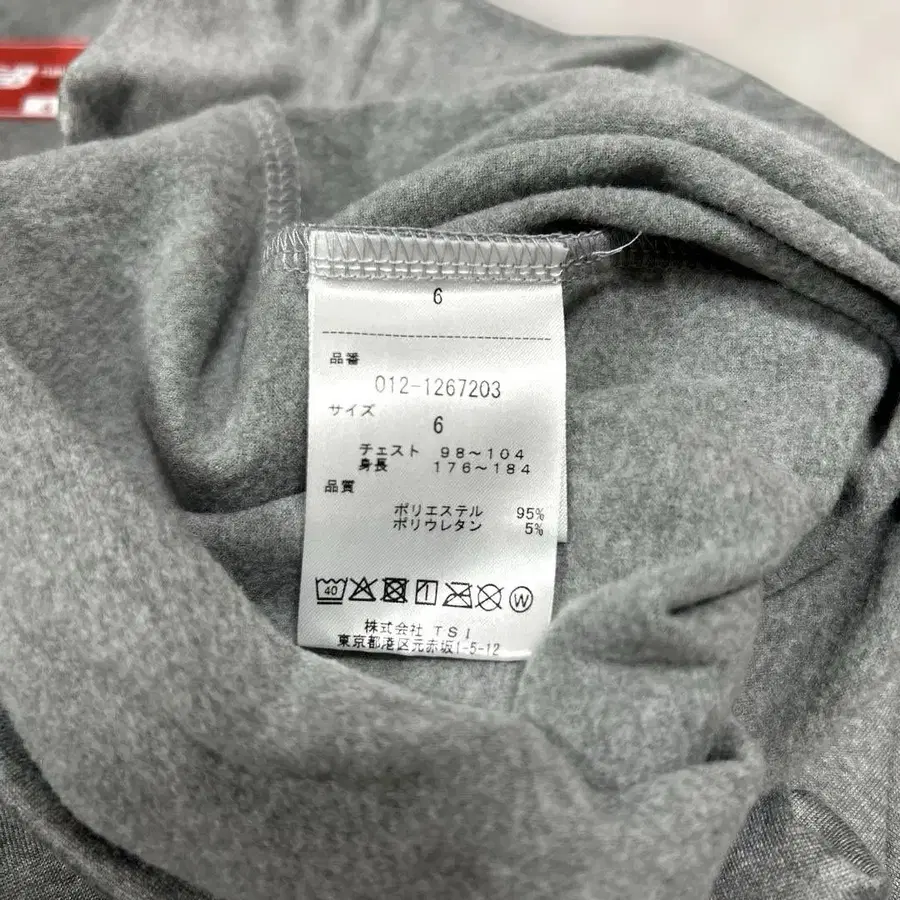 6
品番
012-1267203
サイズ
6
チェスト 98~104
身長 176~184
品質
ポリエステル 95%
ポリウレタン 5%
40
W
株式会社 TSI
東京都港区元赤坂1-5-12